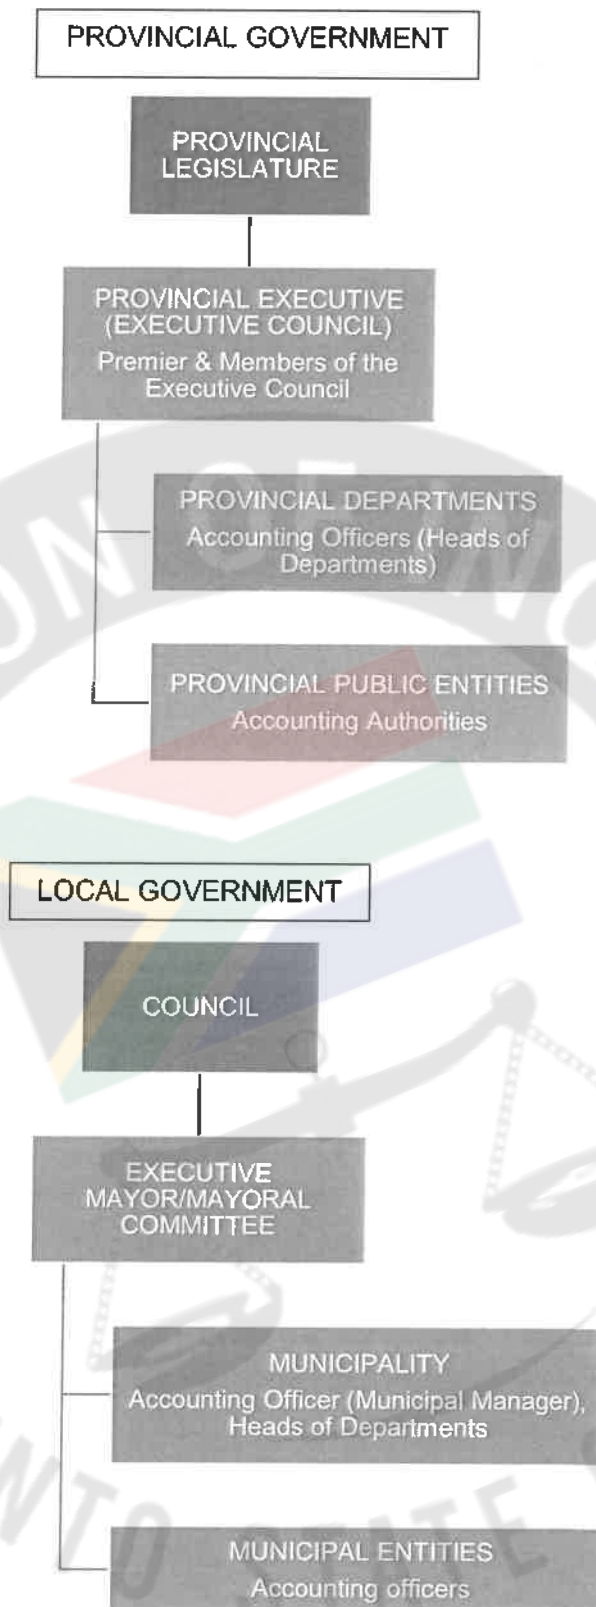 PROVINCIAL GOVERNMENT
PROVINCIAL
LEGISLATURE
PROVINCIAL EXECUTIVE
(EXECUTIVE COUNCIL)
Premier & Members of the
Executive Council
PROVINCIAL DEPARTMENTS
Accounting Officers (Heads of
Departments)
PROVINCIAL PUBLIC ENTITIES
Accounting Authorities
LOCAL GOVERNMENT
COUNCIL
EXECUTIVE
MAYOR/MAYORAL
COMMITTEE
MUNICIPALITY
Accounting Officer (Municipal Manager),
Heads of Departments
MUNICIPAL ENTITIES
Accounting officers
INTO STATE